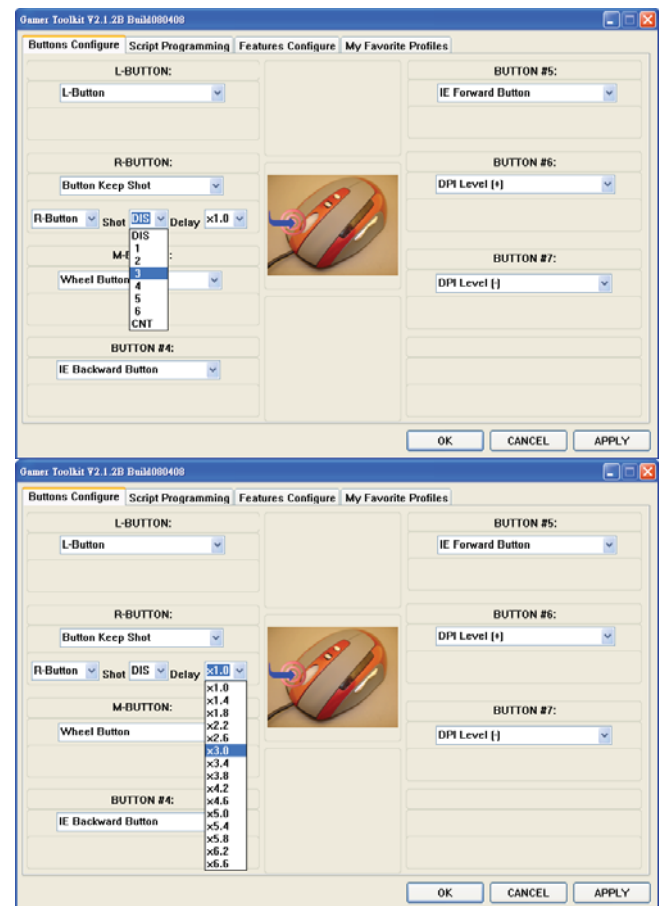 Gamer Toolkit V2.1.2B Build080408
Buttons Configure Script Programming Features Configure My Favorite Profiles
L-BUTTON:
L-Button
R-BUTTON:
Button Keep Shot
R-Button Shot DIS Delay x1.0
DIS
1
2
3
4
5
6
CNT
M-B :
Wheel Button
BUTTON #4:
IE Backward Button
BUTTON #5:
IE Forward Button
BUTTON #6:
DPI Level (+)
BUTTON #7:
DPI Level (-)
OK CANCEL APPLY
Gamer Toolkit V2.1.2B Build080408
Buttons Configure Script Programming Features Configure My Favorite Profiles
L-BUTTON:
L-Button
R-BUTTON:
Button Keep Shot
R-Button Shot DIS Delay x1.0
x1.0
x1.4
x1.8
x2.2
x2.6
x3.0
x3.4
x3.8
x4.2
x4.6
x5.0
x5.4
x5.8
x6.2
x6.6
M-BUTTON:
Wheel Button
BUTTON #4:
IE Backward Button
BUTTON #5:
IE Forward Button
BUTTON #6:
DPI Level (+)
BUTTON #7:
DPI Level (-)
OK CANCEL APPLY